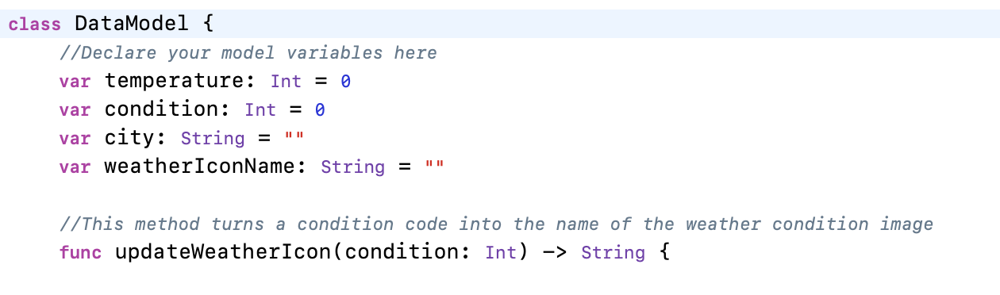 class DataModel {
//Declare your model variables here
var temperature: Int = 0
var condition: Int = 0
var city: String = ""
var weatherIconName: String = ""
//This method turns a condition code into the name of the weather condition image
func updateWeatherIcon(condition: Int) -> String {